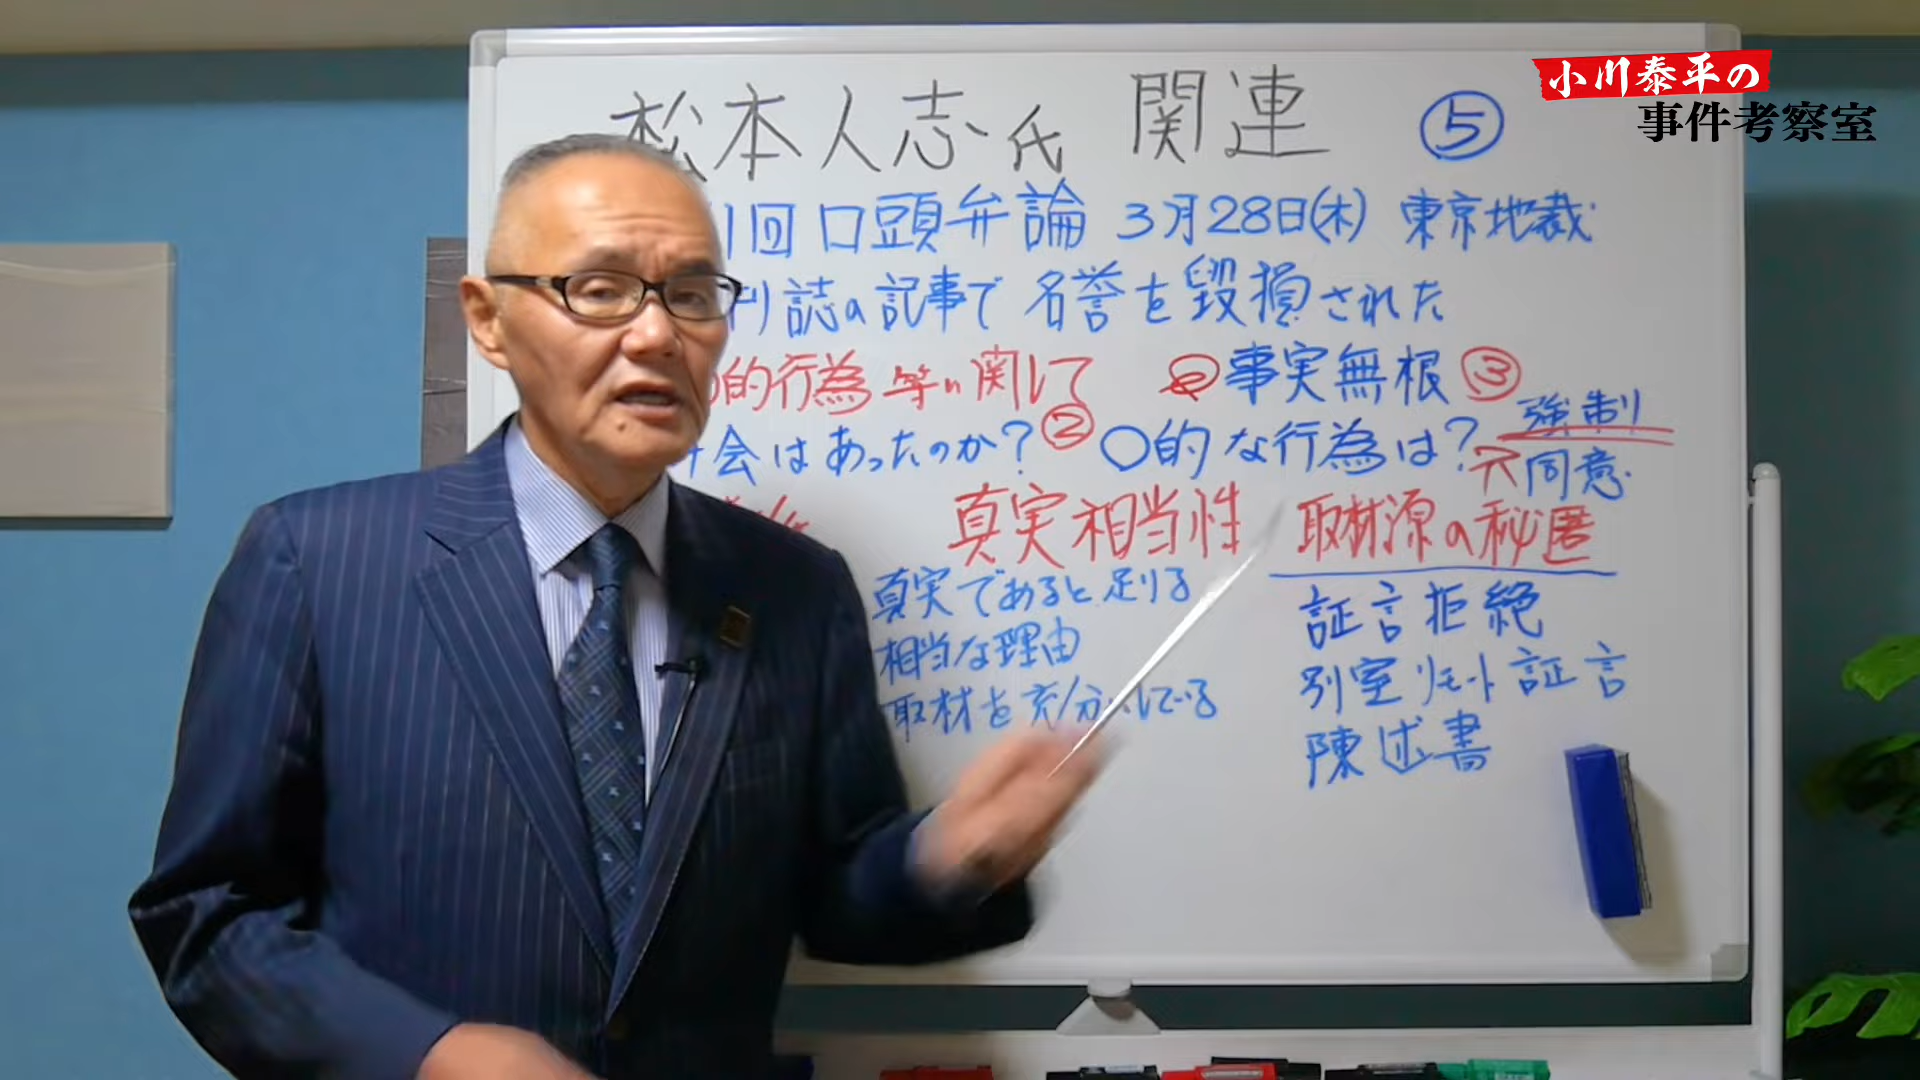 小川泰平の
事件考察室
松本人志氏 関連 ⑤
1回口頭弁論 3月28日(木) 東京地裁
刊誌の記事で 名誉を毀損された
的行為等に関して 事実無根 ③
会はあったのか? ② 〇的な行為は? 強制
不同意
真実相当性 取材源の秘匿
真実であると足りる
相当な理由
取材を充分にしている
証言拒絶
別室リモート証言
陳述書